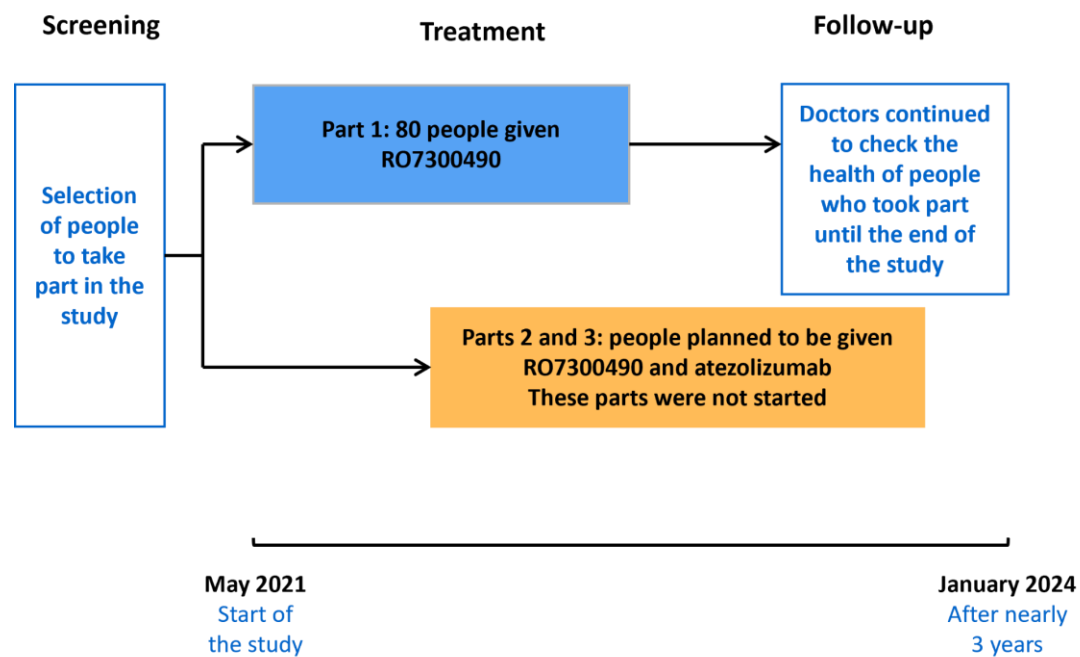 Screening
Treatment
Follow-up
Selection
of people
to take
part in the
study
Part 1: 80 people given
RO7300490
Doctors continued
to check the
health of people
who took part
until the end of
the study
Parts 2 and 3: people planned to be given
RO7300490 and atezolizumab
These parts were not started
May 2021
Start of
the study
January 2024
After nearly
3 years